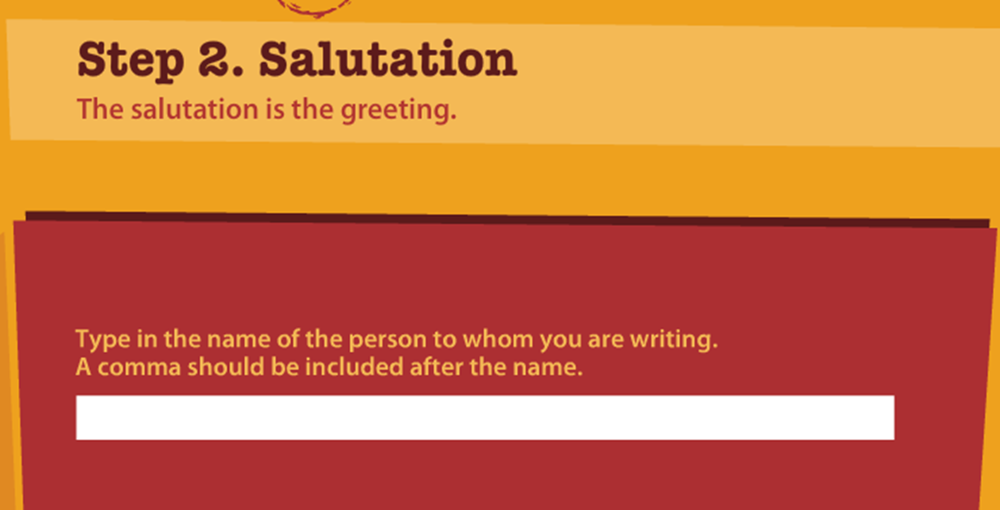 Step 2. Salutation
The salutation is the greeting.
Type in the name of the person to whom you are writing.
A comma should be included after the name.